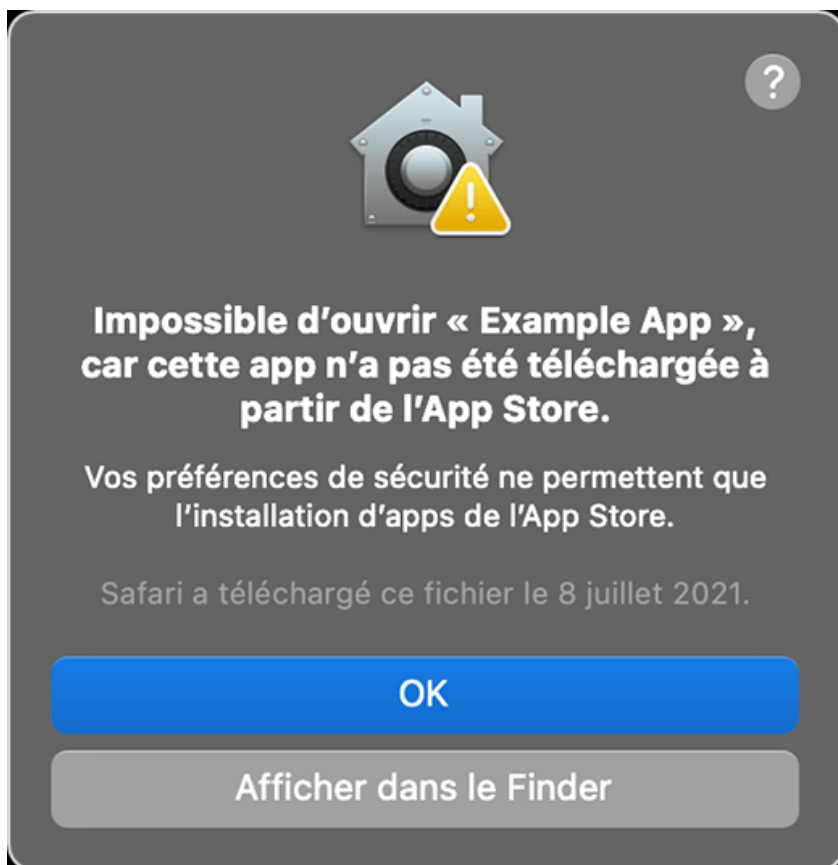 ?
Impossible d’ouvrir « Example App »,
car cette app n’a pas été téléchargée à
partir de l’App Store.
Vos préférences de sécurité ne permettent que
l’installation d’apps de l’App Store.
Safari a téléchargé ce fichier le 8 juillet 2021.
OK
Afficher dans le Finder